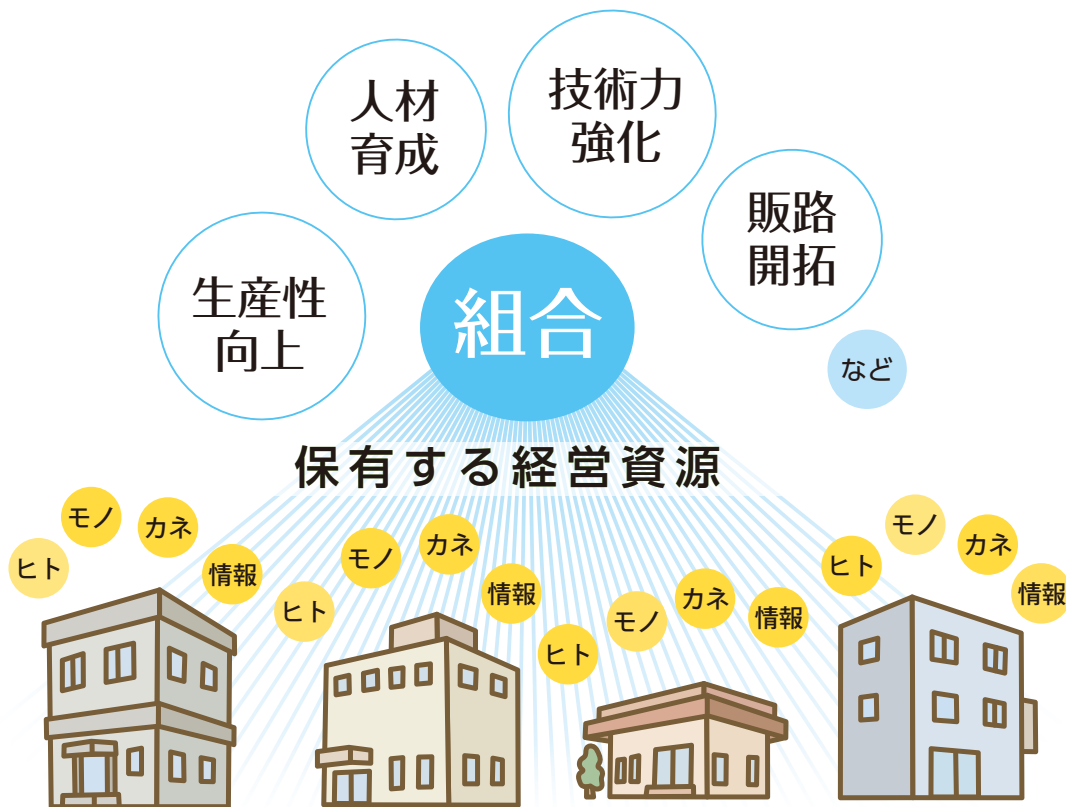 人材
育成
技術力
強化
販路
開拓
生産性
向上
組合
など
保有する経営資源
ヒト
モノ
カネ
情報
ヒト
モノ
カネ
情報
ヒト
モノ
カネ
情報
ヒト
モノ
カネ
情報